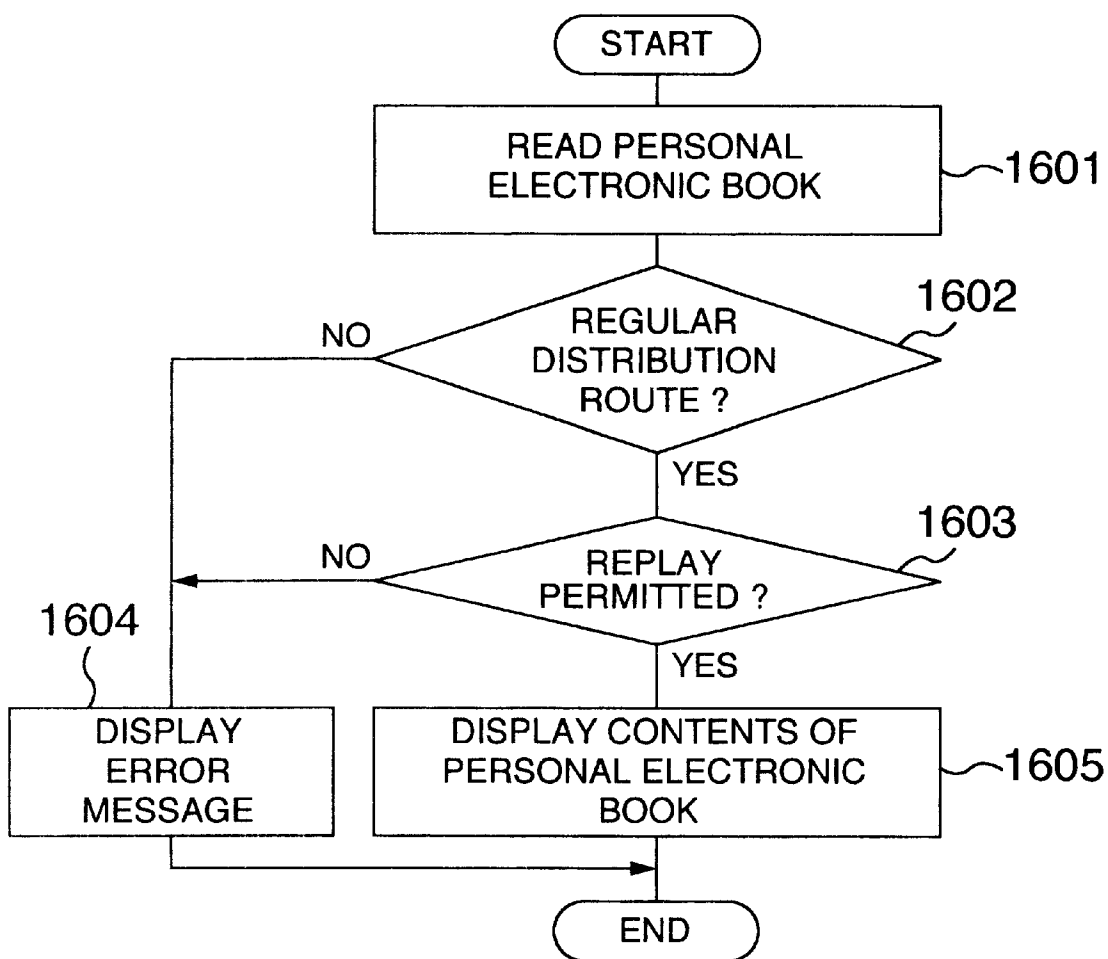 START
READ PERSONAL
ELECTRONIC BOOK
1601
1602
NO
REGULAR
DISTRIBUTION
ROUTE ?
YES
1603
NO
REPLAY
PERMITTED ?
1604
YES
DISPLAY
ERROR
MESSAGE
DISPLAY CONTENTS OF
PERSONAL ELECTRONIC
BOOK
1605
END